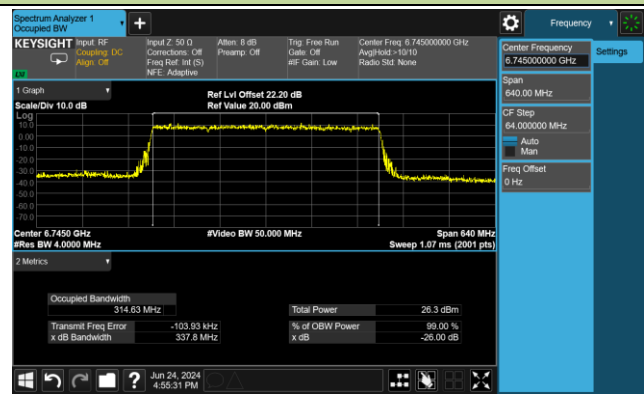 Spectrum Analyzer 1
Occupied BW
+
Frequency
KEYSIGHT
Input: RF
Coupling: DC
Align: Off
Input Z: 50 Ω
Corrections: Off
Freq Ref: Int (S)
NFE: Adaptive
Atten: 8 dB
Preamp: Off
Trig: Free Run
Gate: Off
#IF Gain: Low
Center Freq: 6.745000000 GHz
Avg|Hold:>10/10
Radio Std: None
LXI
Center Frequency
6.745000000 GHz
Settings
Span
640.00 MHz
CF Step
64.000000 MHz
Auto
Man
Freq Offset
0 Hz
1 Graph
Scale/Div 10.0 dB
Ref Lvl Offset 22.20 dB
Ref Value 20.00 dBm
Log
10.0
0.00
-10.0
-20.0
-30.0
-40.0
-50.0
-60.0
-70.0
Center 6.7450 GHz
#Res BW 4.0000 MHz
#Video BW 50.000 MHz
Span 640 MHz
Sweep 1.07 ms (2001 pts)
2 Metrics
Occupied Bandwidth
314.63 MHz
Total Power 26.3 dBm
Transmit Freq Error -103.93 kHz
% of OBW Power 99.00 %
x dB Bandwidth 337.8 MHz
x dB -26.00 dB
?
Jun 24, 2024
4:55:31 PM